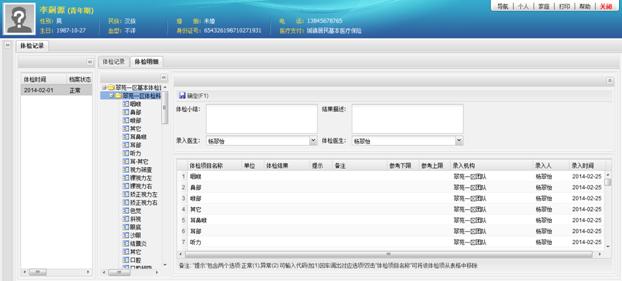 导航 个人 家庭 打印 帮助 关闭
李嗣源 (青年期)
性别: 男 民族: 汉族 婚 姻: 未婚 电 话: 13845678765
生日: 1987-10-27 血型: 不详 身份证号: 654326198710271931 医疗支付: 城镇居民基本医疗保险
体检记录
体检记录 体检明细
体检时间 档案状态
2014-02-01 正常
翠苑一区基本体检
翠苑一区体检科
咽喉
鼻部
眼部
其它
耳鼻喉
耳部
听力
耳-其它
视力筛查
裸视力左
裸视力右
矫正视力左
矫正视力右
色觉
斜视
眼底
沙眼
结膜炎
其它
口腔
确定(F1)
体检小结: 结果描述:
录入医生: 杨翠怡 体检医生: 杨翠怡
体检项目名称 单位 体检结果 提示 备注 参考下限 参考上限 录入机构 录入人 录入时间
1 咽喉 翠苑一区团队 杨翠怡 2014-02-25
2 鼻部 翠苑一区团队 杨翠怡 2014-02-25
3 眼部 翠苑一区团队 杨翠怡 2014-02-25
4 其它 翠苑一区团队 杨翠怡 2014-02-25
5 耳鼻喉 翠苑一区团队 杨翠怡 2014-02-25
6 耳部 翠苑一区团队 杨翠怡 2014-02-25
7 听力 翠苑一区团队 杨翠怡 2014-02-25
备注: "提示"包含两个选项:正常(1),异常(2) 可输入代码(如1)回车调出对应选项!双击"体检项目名称"可将该体检项从表格中移除